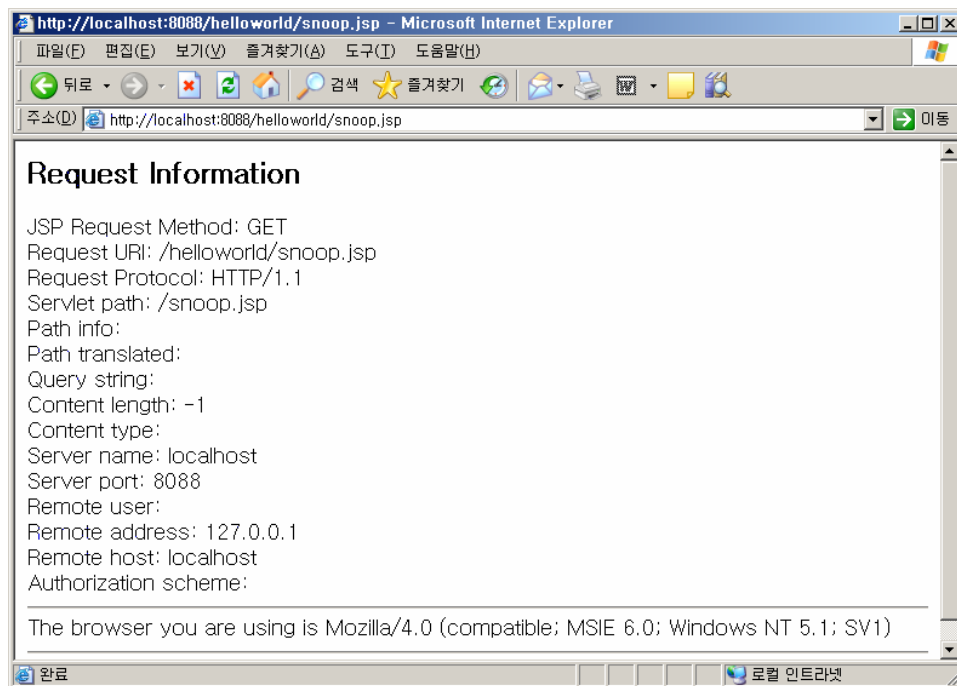 http://localhost:8088/helloworld/snoop.jsp - Microsoft Internet Explorer
파일(F) 편집(E) 보기(V) 즐겨찾기(A) 도구(T) 도움말(H)
뒤로 검색 즐겨찾기
주소(D) http://localhost:8088/helloworld/snoop.jsp 이동
Request Information
JSP Request Method: GET
Request URI: /helloworld/snoop.jsp
Request Protocol: HTTP/1.1
Servlet path: /snoop.jsp
Path info:
Path translated:
Query string:
Content length: -1
Content type:
Server name: localhost
Server port: 8088
Remote user:
Remote address: 127.0.0.1
Remote host: localhost
Authorization scheme:
The browser you are using is Mozilla/4.0 (compatible; MSIE 6.0; Windows NT 5.1; SV1)
완료 로컬 인트라넷